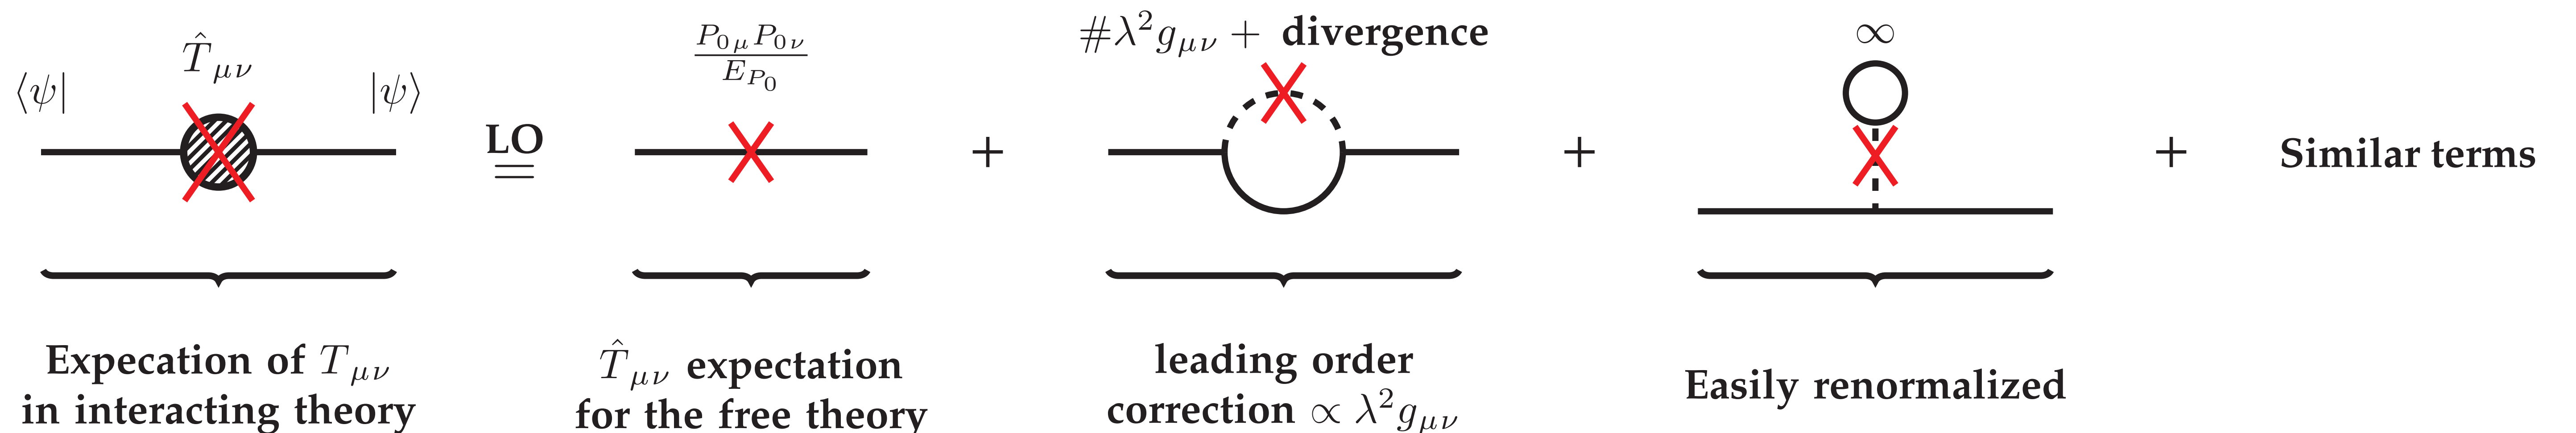 ⟨ψ| T̂_{μν} |ψ⟩
LO
=
P_{0μ}P_{0ν} / E_{P_0}
+
#λ²g_{μν} + divergence
+
∞
+
Similar terms
Expecation of T_{μν}
in interacting theory
T̂_{μν} expectation
for the free theory
leading order
correction ∝ λ²g_{μν}
Easily renormalized